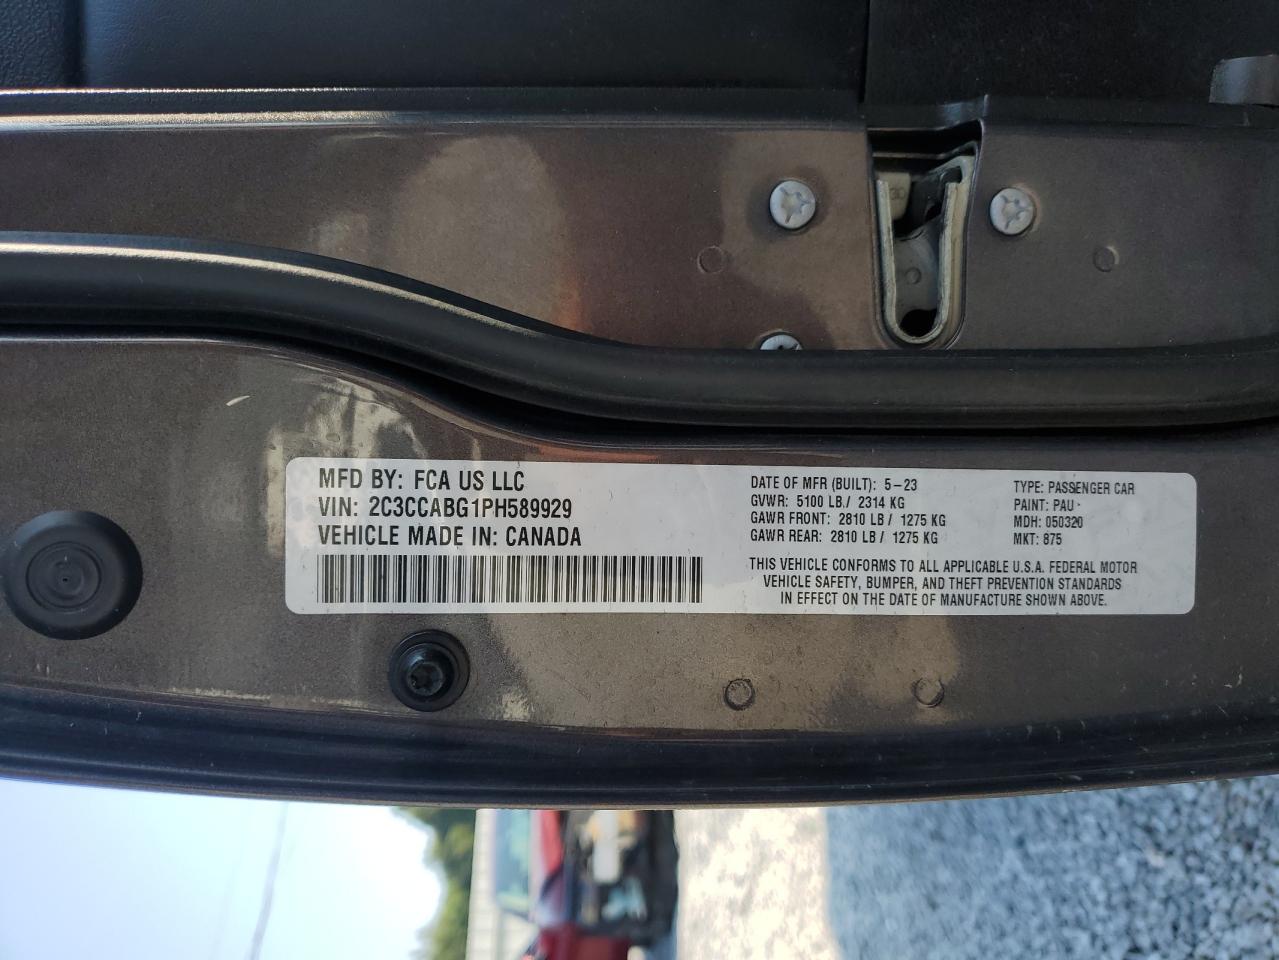 MFD BY: FCA US LLC
VIN: 2C3CCABG1PH589929
VEHICLE MADE IN: CANADA
DATE OF MFR (BUILT): 5-23
GVWR: 5100 LB / 2314 KG
GAWR FRONT: 2810 LB / 1275 KG
GAWR REAR: 2810 LB / 1275 KG
TYPE: PASSENGER CAR
PAINT: PAU
MDH: 050320
MKT: 875
THIS VEHICLE CONFORMS TO ALL APPLICABLE U.S.A. FEDERAL MOTOR
VEHICLE SAFETY, BUMPER, AND THEFT PREVENTION STANDARDS
IN EFFECT ON THE DATE OF MANUFACTURE SHOWN ABOVE.